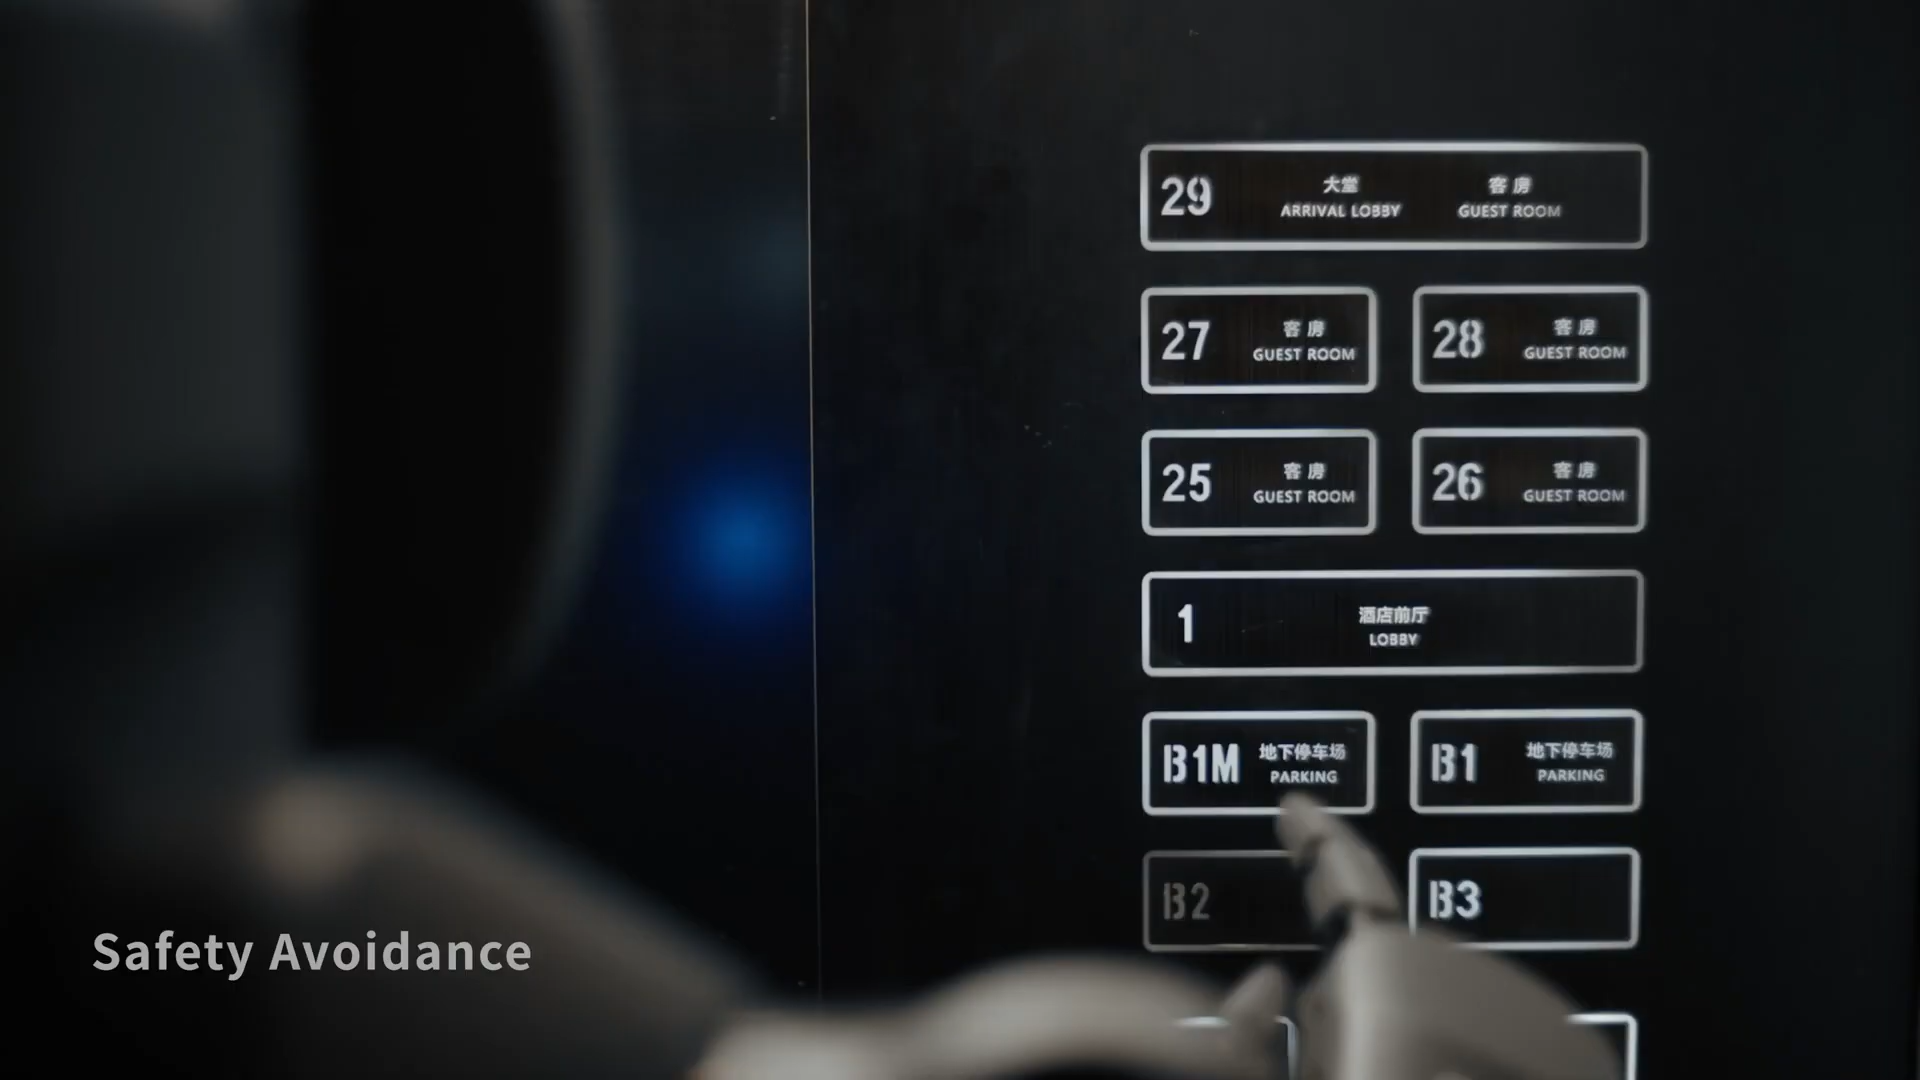 29 大堂 客房
ARRIVAL LOBBY GUEST ROOM
27 客房 28 客房
GUEST ROOM GUEST ROOM
25 客房 26 客房
GUEST ROOM GUEST ROOM
1 酒店前厅
LOBBY
B1M 地下停车场 B1 地下停车场
PARKING PARKING
B2 B3
Safety Avoidance